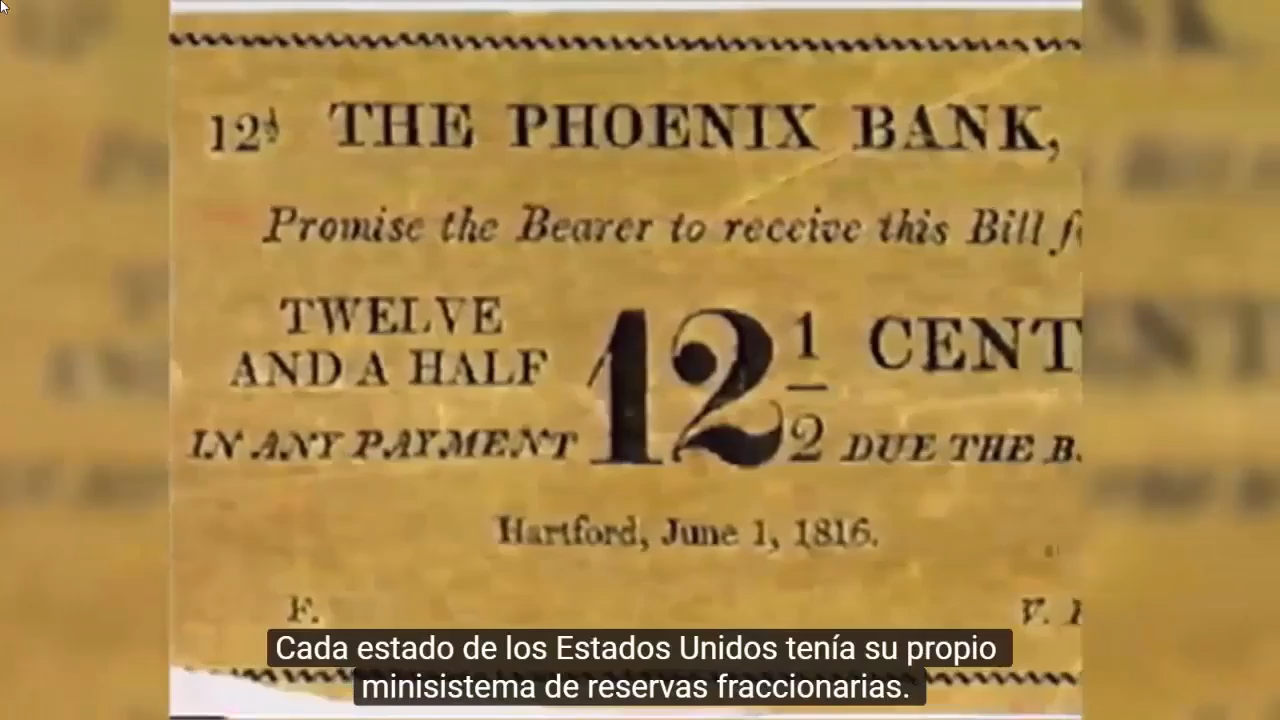 12½ THE PHOENIX BANK,
Promise the Bearer to receive this Bill
TWELVE
AND A HALF
12 1/2 CENT
IN ANY PAYMENT
DUE THE B.
Hartford, June 1, 1816.
F.
V.
Cada estado de los Estados Unidos tenía su propio
minisistema de reservas fraccionarias.